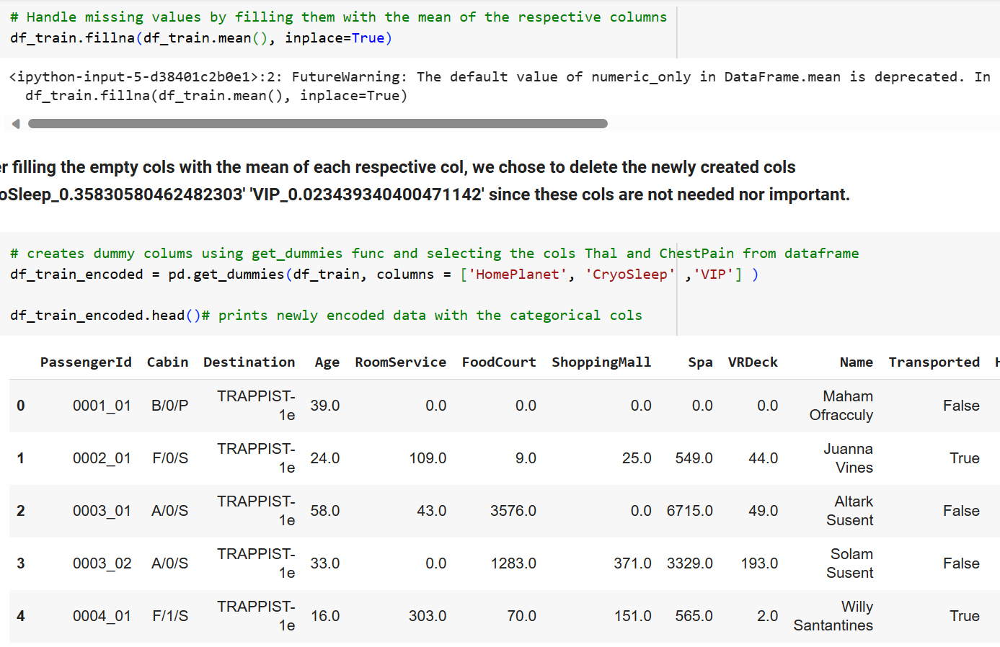 # Handle missing values by filling them with the mean of the respective columns
df_train.fillna(df_train.mean(), inplace=True)
<ipython-input-5-d38401c2b0e1>:2: FutureWarning: The default value of numeric_only in DataFrame.mean is deprecated. In
df_train.fillna(df_train.mean(), inplace=True)
er filling the empty cols with the mean of each respective col, we chose to delete the newly created cols
oSleep_0.35830580462482303' 'VIP_0.023439340400471142' since these cols are not needed nor important.
# creates dummy colums using get_dummies func and selecting the cols Thal and ChestPain from dataframe
df_train_encoded = pd.get_dummies(df_train, columns = ['HomePlanet', 'CryoSleep' ,'VIP'] )
df_train_encoded.head()# prints newly encoded data with the categorical cols
PassengerId Cabin Destination Age RoomService FoodCourt ShoppingMall Spa VRDeck Name Transported H
0 0001_01 B/0/P TRAPPIST-1e 39.0 0.0 0.0 0.0 0.0 0.0 Maham Ofracculy False
1 0002_01 F/0/S TRAPPIST-1e 24.0 109.0 9.0 25.0 549.0 44.0 Juanna Vines True
2 0003_01 A/0/S TRAPPIST-1e 58.0 43.0 3576.0 0.0 6715.0 49.0 Altark Susent False
3 0003_02 A/0/S TRAPPIST-1e 33.0 0.0 1283.0 371.0 3329.0 193.0 Solam Susent False
4 0004_01 F/1/S TRAPPIST-1e 16.0 303.0 70.0 151.0 565.0 2.0 Willy Santantines True